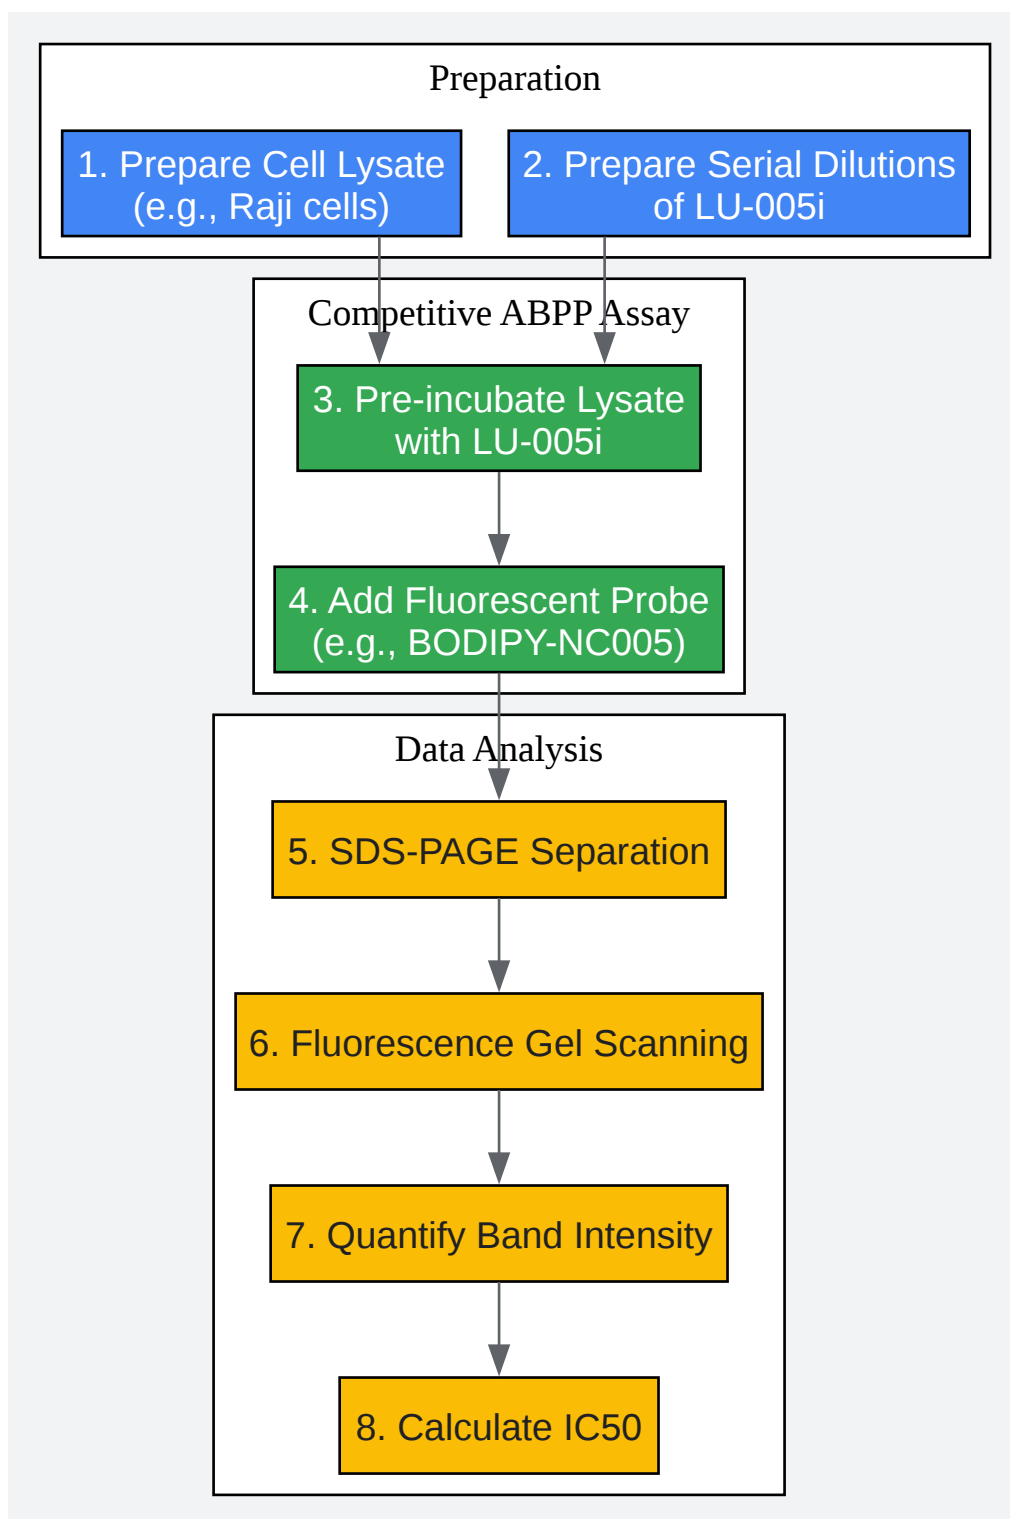 Preparation
1. Prepare Cell Lysate
(e.g., Raji cells)
2. Prepare Serial Dilutions
of LU-005i
Competitive ABPP Assay
3. Pre-incubate Lysate
with LU-005i
4. Add Fluorescent Probe
(e.g., BODIPY-NC005)
Data Analysis
5. SDS-PAGE Separation
6. Fluorescence Gel Scanning
7. Quantify Band Intensity
8. Calculate IC50